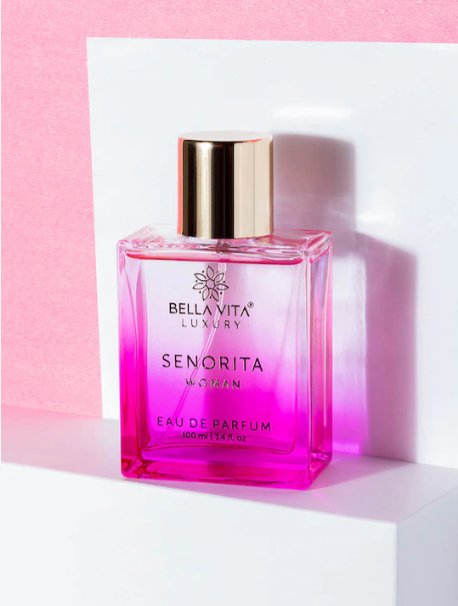 BELLA VITA®
LUXURY
SENORITA
WOMAN
EAU DE PARFUM
100 ml | 3.4 fl. oz